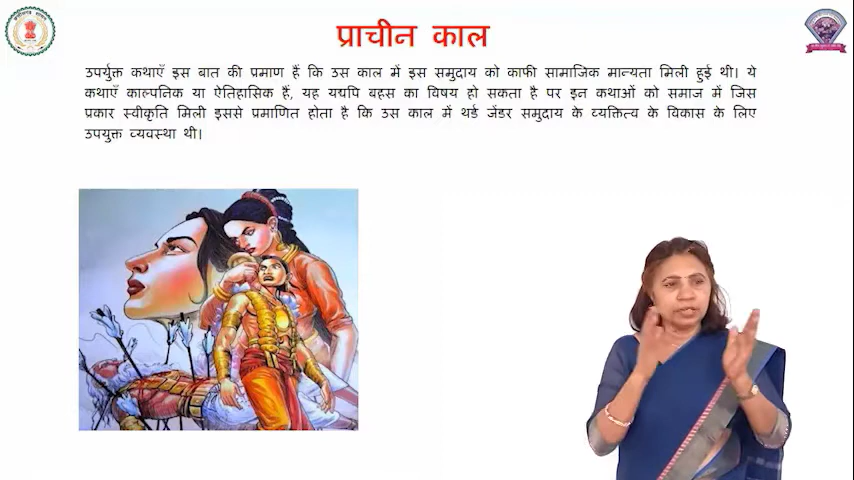 प्राचीन काल
उपर्युक्त कथाएँ इस बात की प्रमाण हैं कि उस काल में इस समुदाय को काफी सामाजिक मान्यता मिली हुई थी। ये
कथाएँ काल्पनिक या ऐतिहासिक हैं, यह यद्यपि बहस का विषय हो सकता है पर इन कथाओं को समाज में जिस
प्रकार स्वीकृति मिली इससे प्रमाणित होता है कि उस काल में थर्ड जेंडर समुदाय के व्यक्तित्व के विकास के लिए
उपयुक्त व्यवस्था थी।